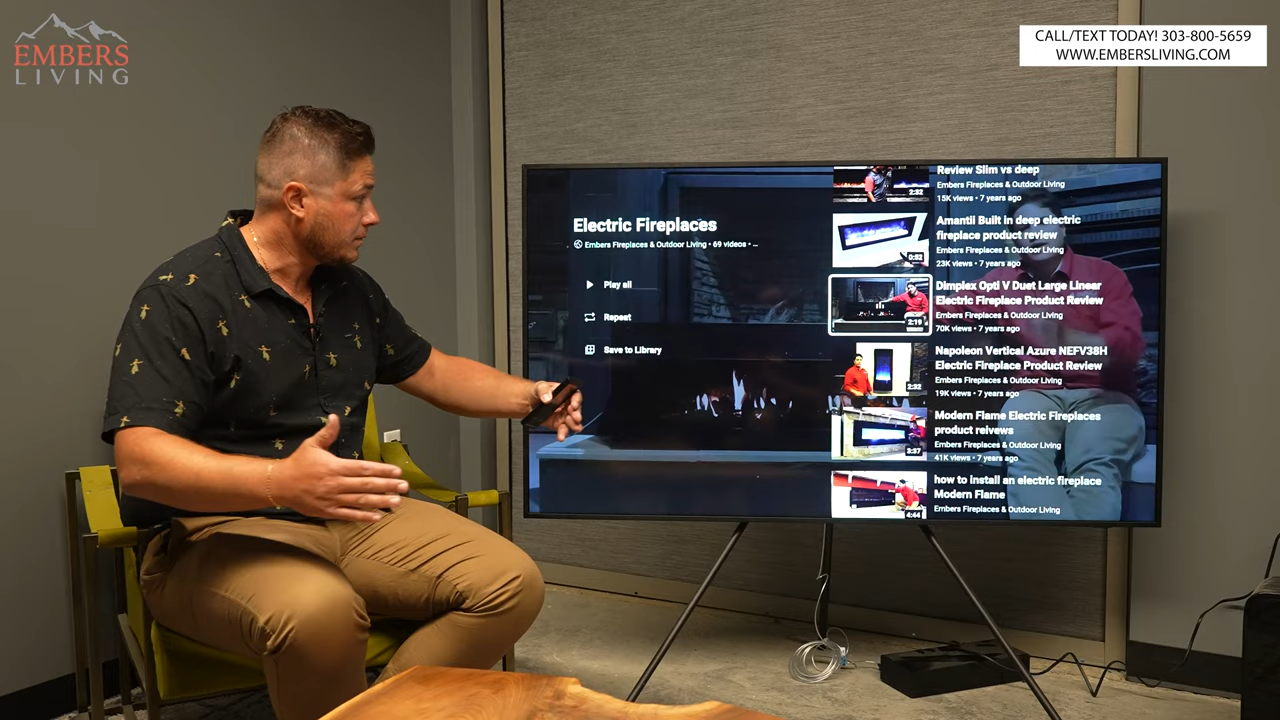 EMBERS
LIVING
CALL/TEXT TODAY! 303-800-5659
WWW.EMBERSLIVING.COM
Electric Fireplaces
Embers Fireplaces & Outdoor Living • 69 videos • ...
Play all
Repeat
Save to Library
Review Slim vs deep
Embers Fireplaces & Outdoor Living
15K views • 7 years ago
2:32
Amantii Built in deep electric
fireplace product review
Embers Fireplaces & Outdoor Living
23K views • 7 years ago
0:52
Dimplex Opti V Duet Large Linear
Electric Fireplace Product Review
Embers Fireplaces & Outdoor Living
70K views • 7 years ago
2:19
Napoleon Vertical Azure NEFV38H
Electric Fireplace Product Review
Embers Fireplaces & Outdoor Living
19K views • 7 years ago
2:32
Modern Flame Electric Fireplaces
product reivews
Embers Fireplaces & Outdoor Living
41K views • 7 years ago
3:37
how to install an electric fireplace
Modern Flame
Embers Fireplaces & Outdoor Living
4:44